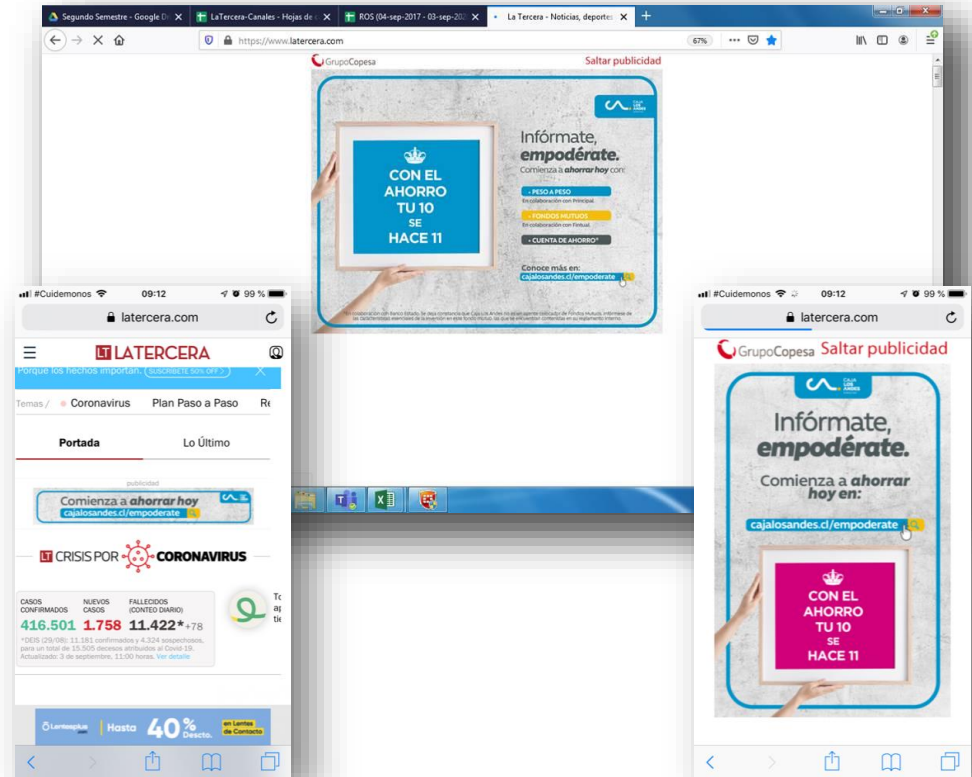 Segundo Semestre - Google Dr
LaTercera-Canales - Hojas de c
ROS (04-sep-2017 - 03-sep-202
La Tercera - Noticias, deportes
https://www.latercera.com
67%
GrupoCopesa
Saltar publicidad
CAJA LOS ANDES
CON EL
AHORRO
TU 10
SE
HACE 11
Infórmate,
empodérate.
Comienza a ahorrar hoy con:
• PESO A PESO
En colaboración con Principal.
• FONDOS MUTUOS
En colaboración con Fintual.
• CUENTA DE AHORRO*
Conoce más en:
cajalosandes.cl/empoderate
#Cuidemonos
09:12
99 %
latercera.com
LT LATERCERA
Porque los hechos importan. (SUSCRÍBETE 50% OFF >)
Temas / Coronavirus Plan Paso a Paso Re
Portada Lo Último
publicidad
Comienza a ahorrar hoy
cajalosandes.cl/empoderate
LT CRISIS POR CORONAVIRUS
CASOS CONFIRMADOS
NUEVOS CASOS
FALLECIDOS (CONTEO DIARIO)
416.501 1.758 11.422*+78
*DEIS (29/08): 11.181 confirmados y 4.324 sospechosos,
para un total de 15.505 decesos atribuidos al Covid-19.
Actualizado: 3 de septiembre, 11:00 horas. Ver detalle
Lentesplus Hasta 40% Descto. en Lentes de Contacto
#Cuidemonos
09:12
99 %
latercera.com
GrupoCopesa Saltar publicidad
CAJA LOS ANDES
Infórmate,
empodérate.
Comienza a ahorrar
hoy en:
cajalosandes.cl/empoderate
CON EL
AHORRO
TU 10
SE
HACE 11